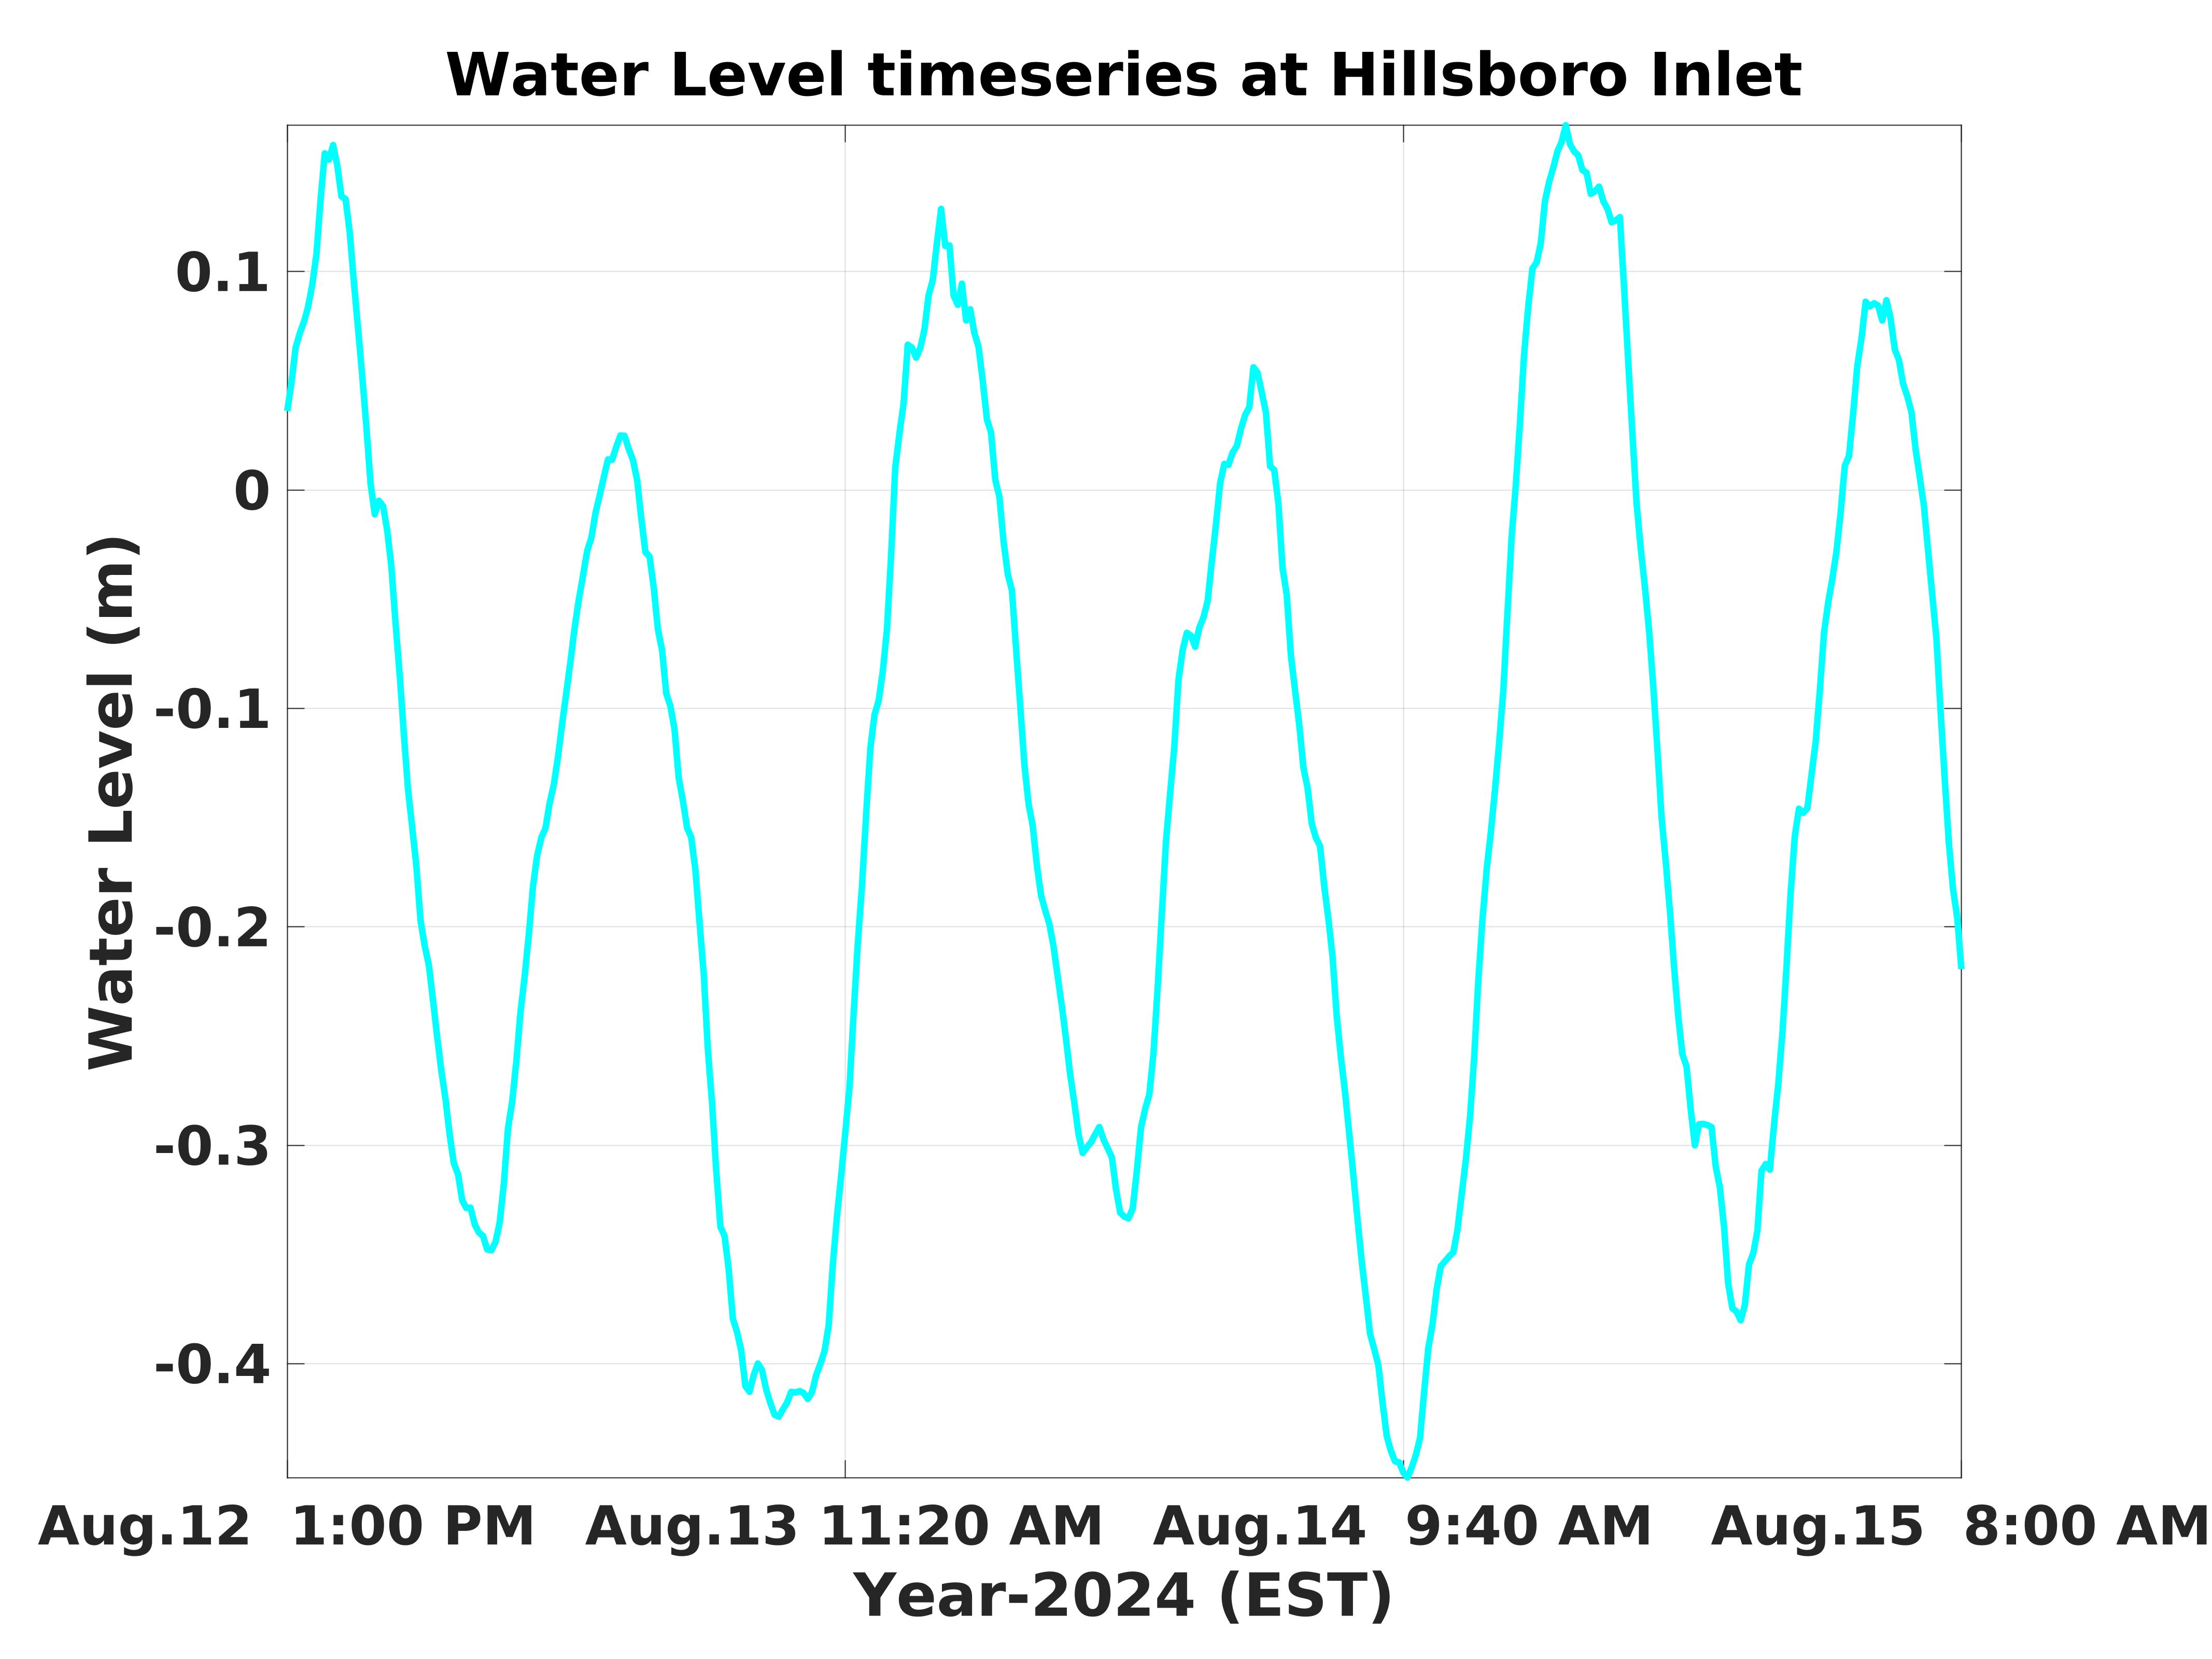 Water Level timeseries at Hillsboro Inlet
Water Level (m)
0.1
0
-0.1
-0.2
-0.3
-0.4
Aug.12 1:00 PM Aug.13 11:20 AM Aug.14 9:40 AM Aug.15 8:00 AM
Year-2024 (EST)